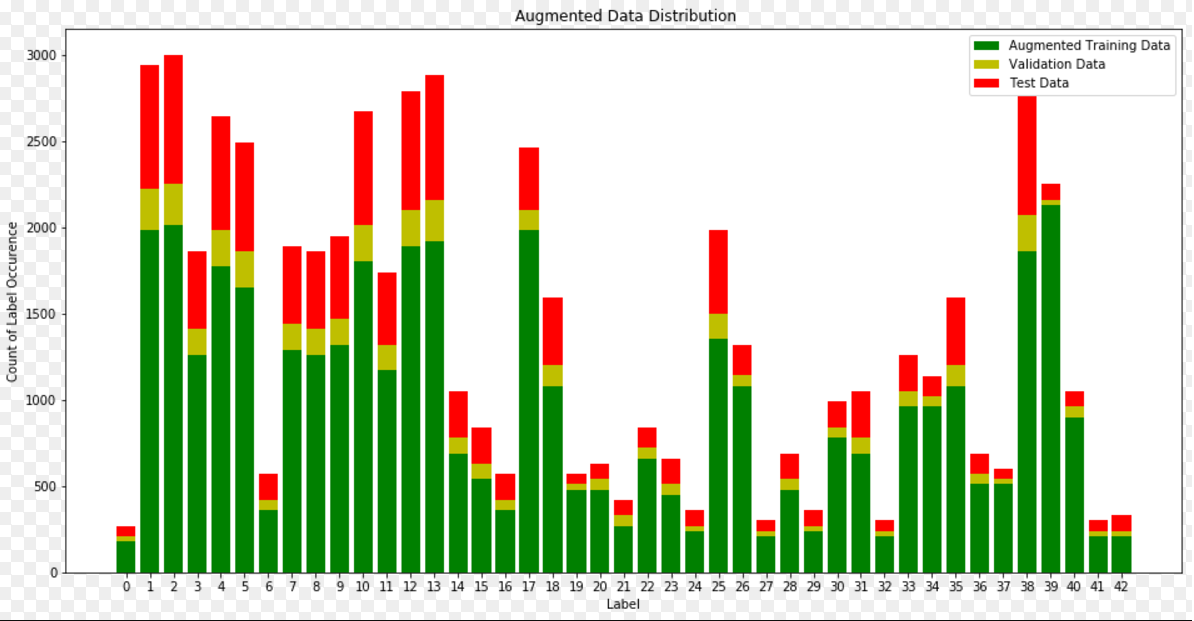 Augmented Data Distribution
Augmented Training Data
Validation Data
Test Data
3000
2500
2000
1500
1000
500
0
Count of Label Occurence
0 1 2 3 4 5 6 7 8 9 10 11 12 13 14 15 16 17 18 19 20 21 22 23 24 25 26 27 28 29 30 31 32 33 34 35 36 37 38 39 40 41 42
Label